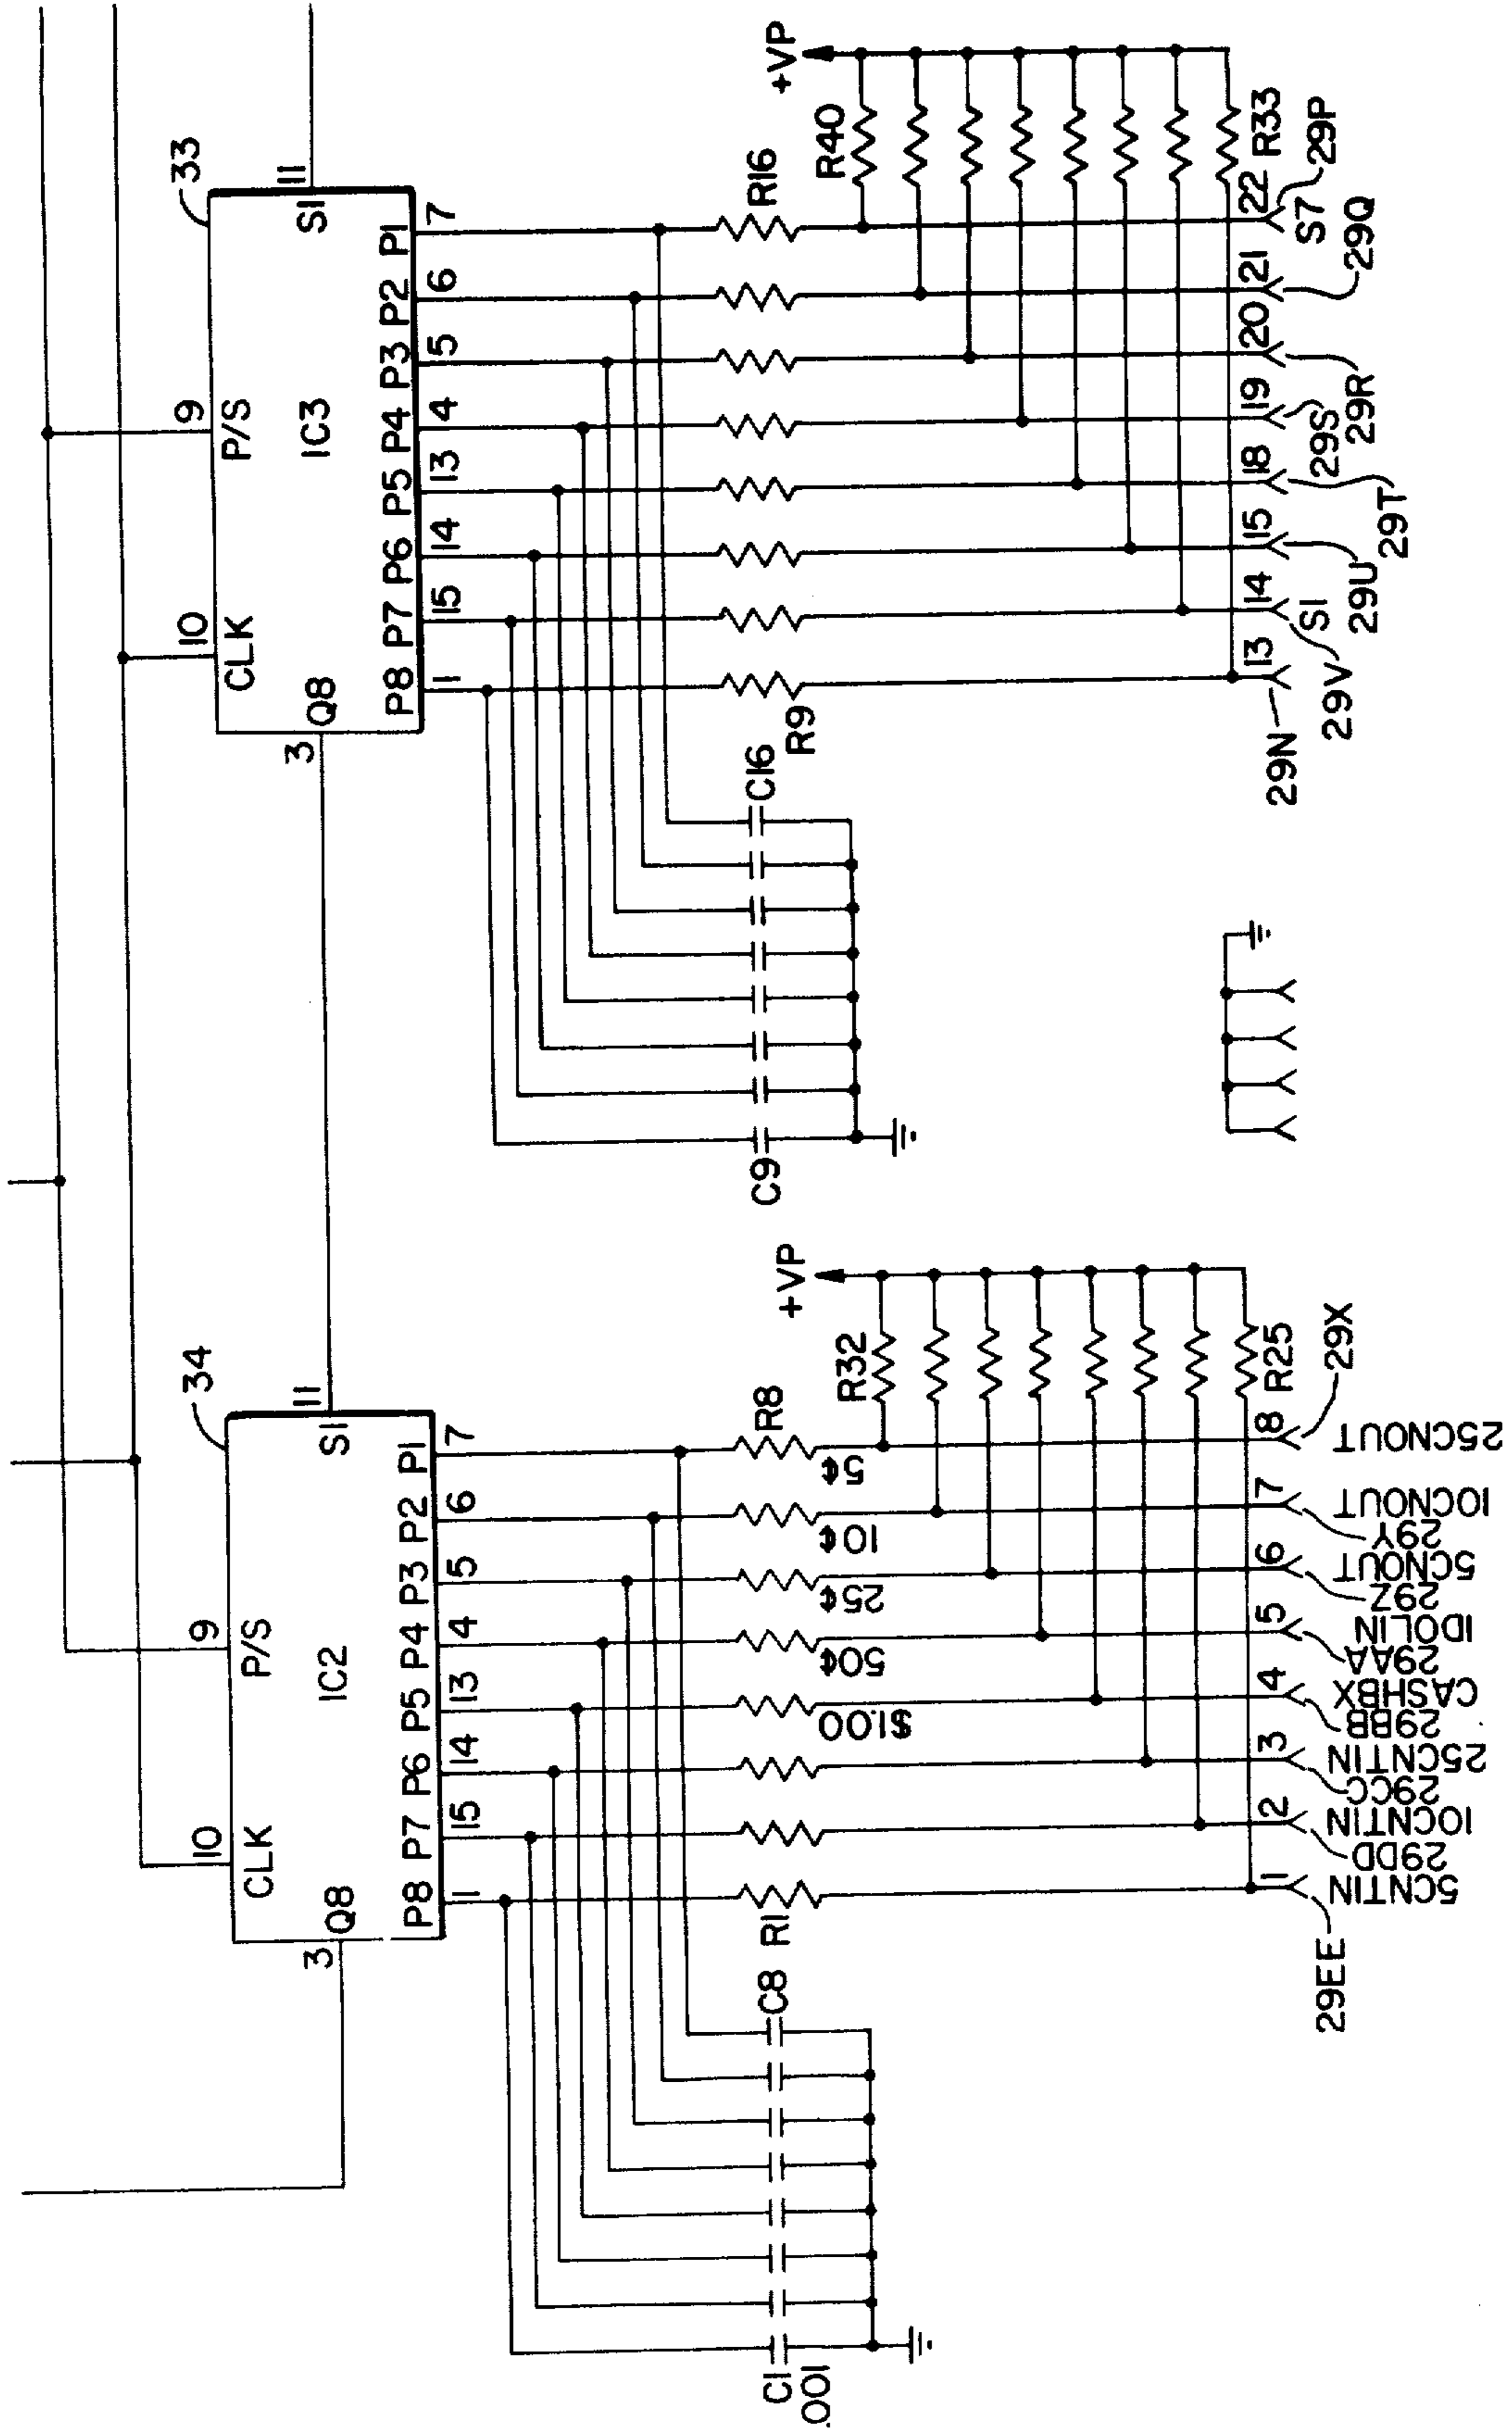 33
34
9
P/S
10
CLK
11
SI
IC3
3
Q8
P8
P7
P6
P5
P4
P3
P2
P1
11
15
14
13
4
5
6
7
R9
R16
R40
+VP
R33
C9
C16
13
14
15
18
19
20
21
22
29N
29V
S1
29U
29T
29S
29R
29Q
S7
29P
9
P/S
10
CLK
11
SI
IC2
3
Q8
P8
P7
P6
P5
P4
P3
P2
P1
11
15
14
13
4
5
6
7
R1
R8
$1.00
50¢
25¢
10¢
5¢
R32
+VP
R25
C1
.001
C8
1
2
3
4
5
6
7
8
29EE
5CNTIN
29DD
10CNTIN
29CC
25CNTIN
29BB
CASHBX
29AA
1DOLIN
29Z
5CNOUT
29Y
10CNOUT
29X
25CNOUT